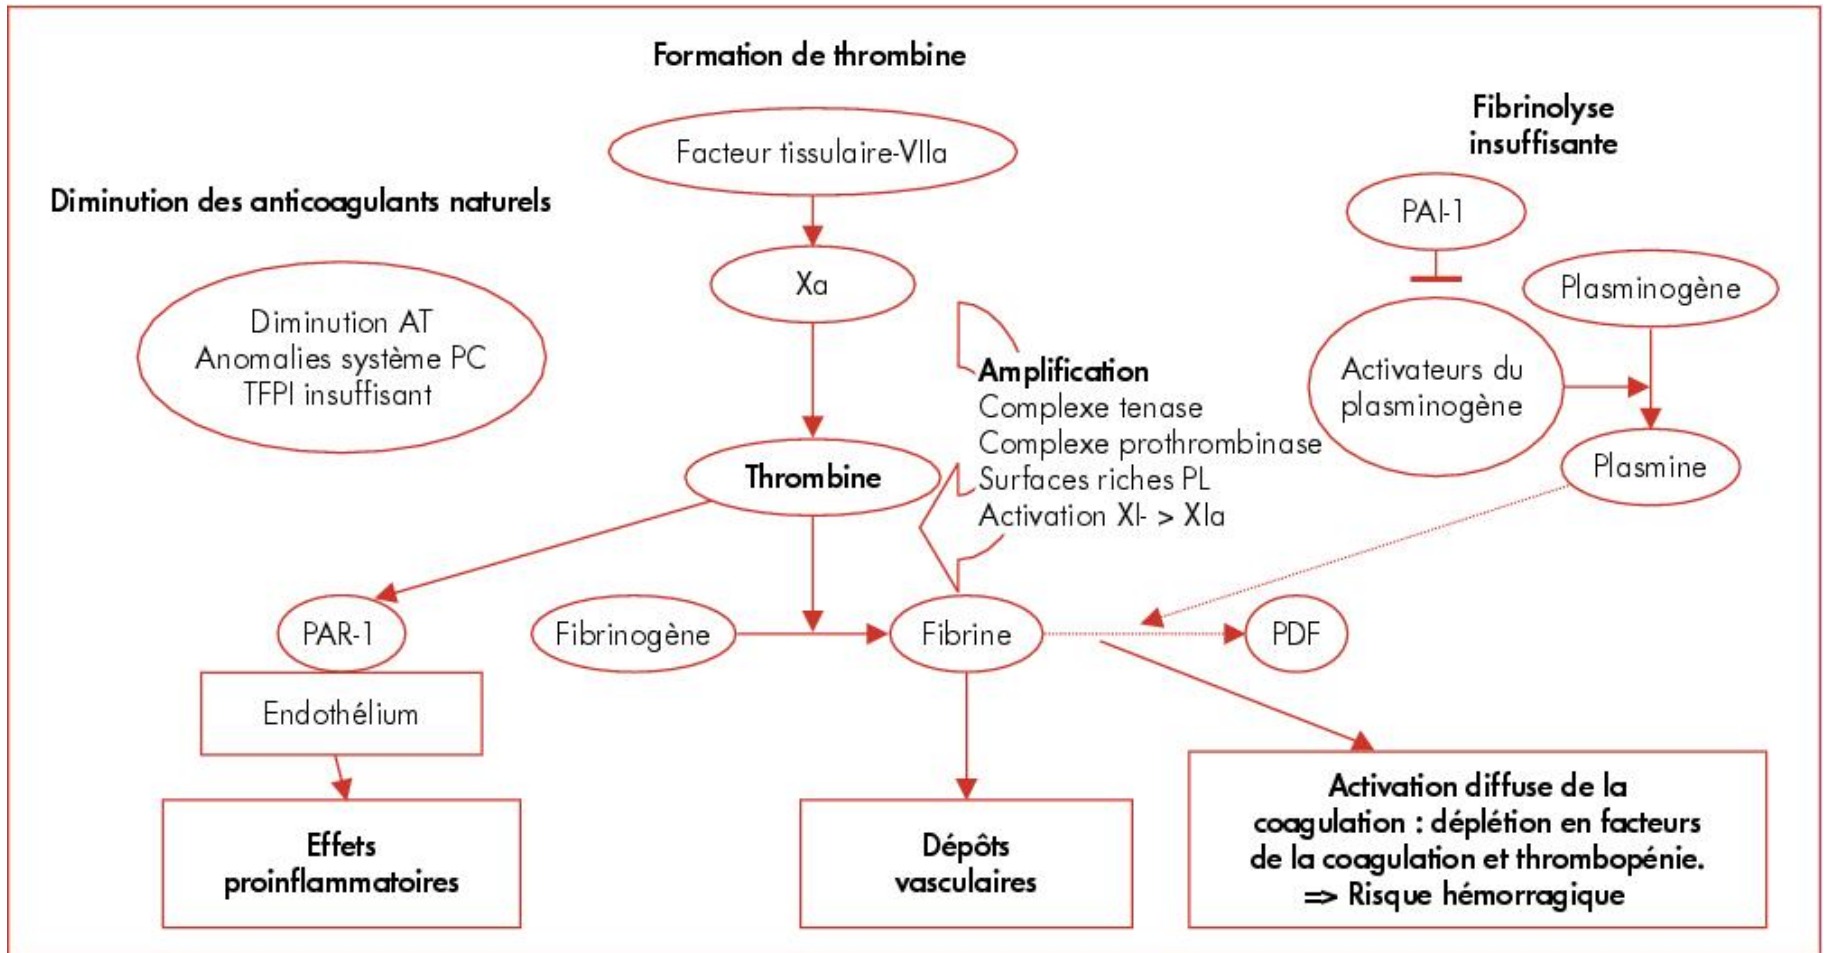 Formation de thrombine
Fibrinolyse
insuffisante
Facteur tissulaire-VIIa
Diminution des anticoagulants naturels
PAI-1
Xa
Plasminogène
Diminution AT
Anomalies système PC
TFPI insuffisant
Amplification
Complexe tenase
Complexe prothrombinase
Surfaces riches PL
Activation XI- > XIa
Activateurs du
plasminogène
Thrombine
Plasmine
PAR-1
Fibrinogène
Fibrine
PDF
Endothélium
Effets
proinflammatoires
Dépôts
vasculaires
Activation diffuse de la
coagulation : déplétion en facteurs
de la coagulation et thrombopénie.
=> Risque hémorragique